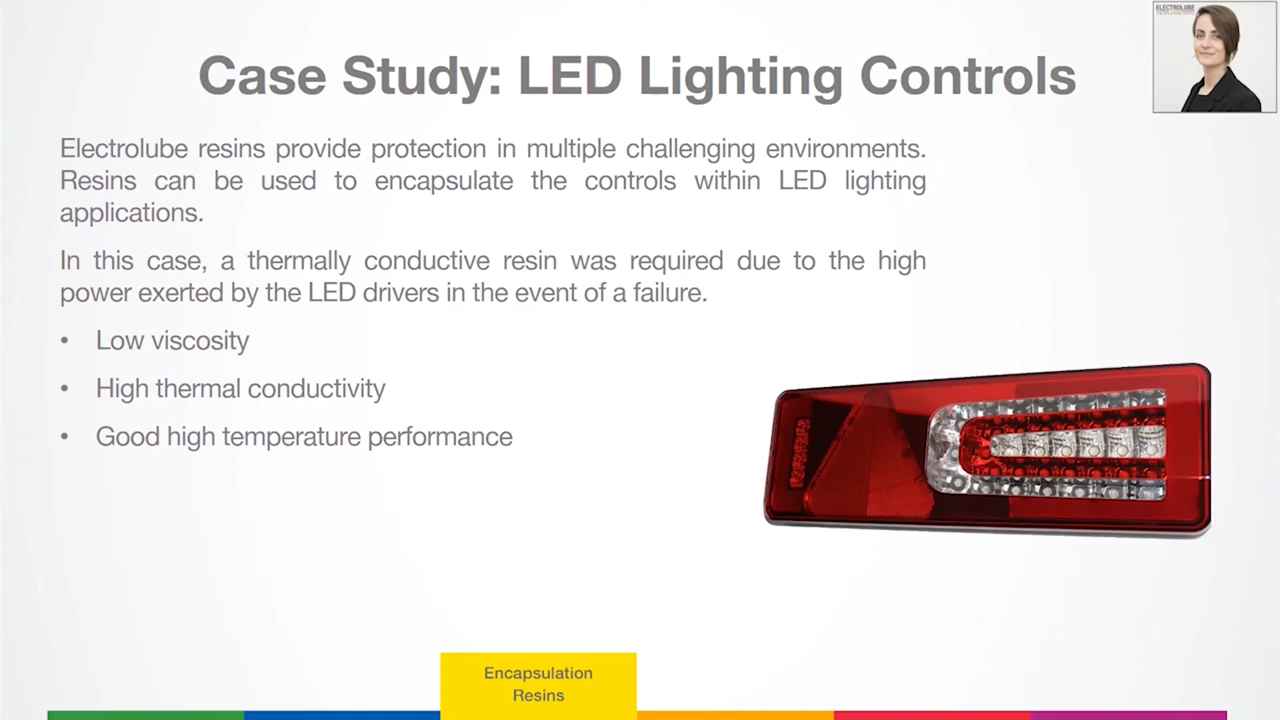 ELECTROLUBE
Case Study: LED Lighting Controls
Electrolube resins provide protection in multiple challenging environments.
Resins can be used to encapsulate the controls within LED lighting
applications.
In this case, a thermally conductive resin was required due to the high
power exerted by the LED drivers in the event of a failure.
• Low viscosity
• High thermal conductivity
• Good high temperature performance
Encapsulation
Resins